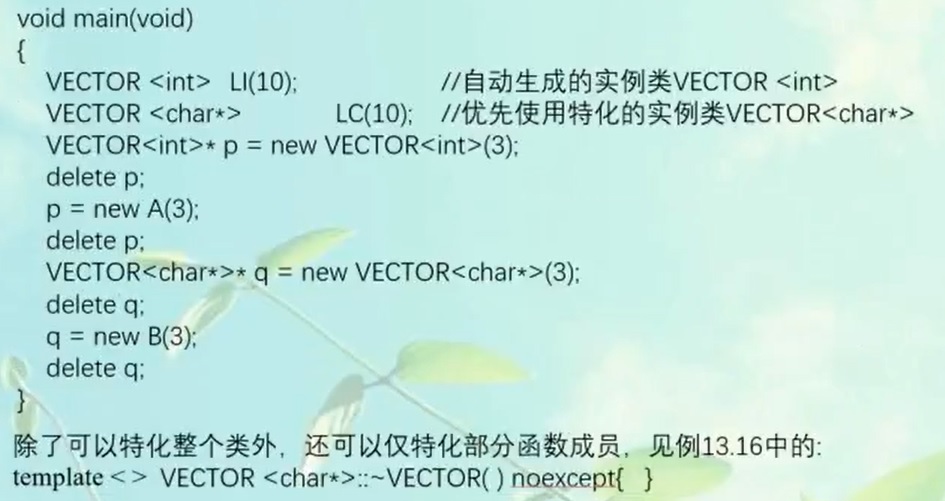 void main(void)
{
VECTOR <int> LI(10); //自动生成的实例类VECTOR <int>
VECTOR <char*> LC(10); //优先使用特化的实例类VECTOR<char*>
VECTOR<int>* p = new VECTOR<int>(3);
delete p;
p = new A(3);
delete p;
VECTOR<char*>* q = new VECTOR<char*>(3);
delete q;
q = new B(3);
delete q;
}
除了可以特化整个类外，还可以仅特化部分函数成员，见例13.16中的:
template < > VECTOR <char*>::~VECTOR( ) noexcept{ }